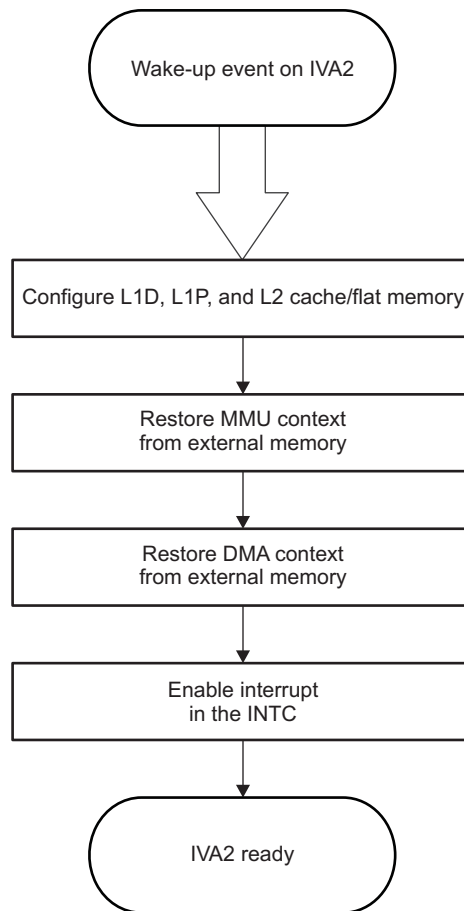 Wake-up event on IVA2
Configure L1D, L1P, and L2 cache/flat memory
Restore MMU context
from external memory
Restore DMA context
from external memory
Enable interrupt
in the INTC
IVA2 ready